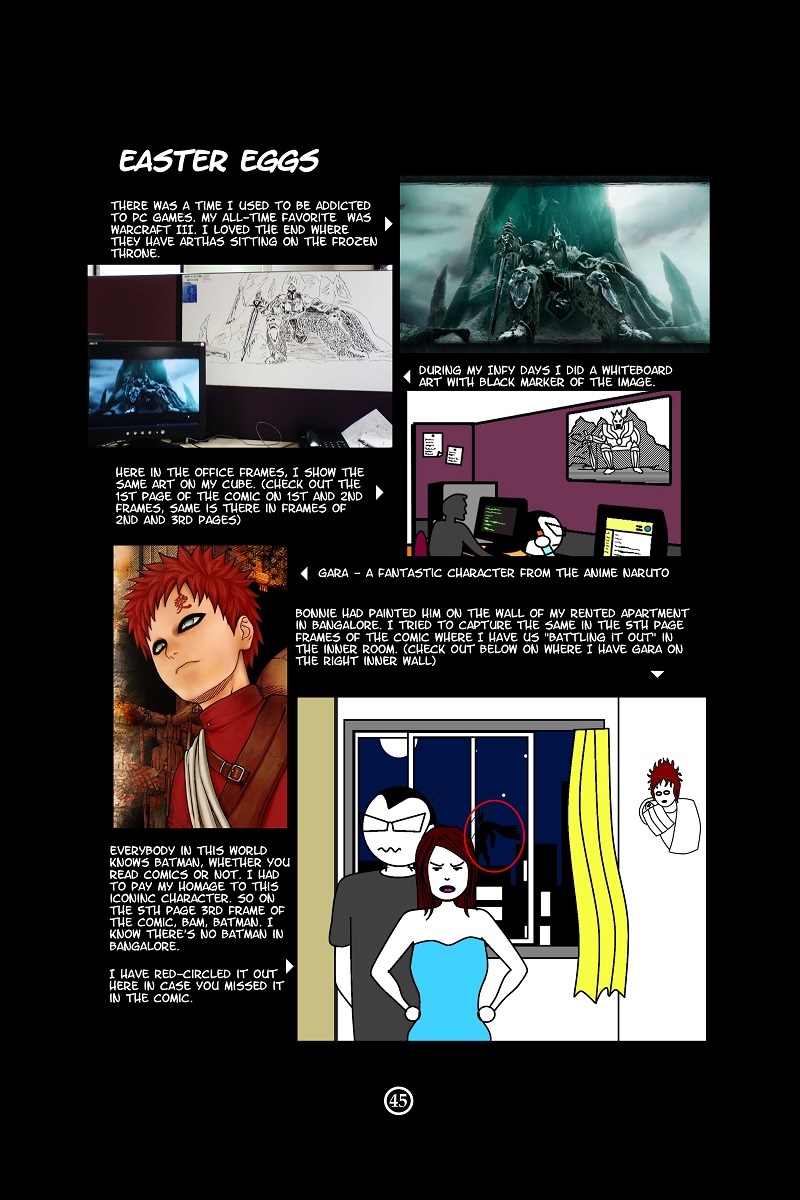 EASTER EGGS
THERE WAS A TIME I USED TO BE ADDICTED
TO PC GAMES. MY ALL-TIME FAVORITE WAS
WARCRAFT III. I LOVED THE END WHERE
THEY HAVE ARTHAS SITTING ON THE FROZEN
THRONE.
DURING MY INFY DAYS I DID A WHITEBOARD
ART WITH BLACK MARKER OF THE IMAGE.
HERE IN THE OFFICE FRAMES, I SHOW THE
SAME ART ON MY CUBE. (CHECK OUT THE
1ST PAGE OF THE COMIC ON 1ST AND 2ND
FRAMES, SAME IS THERE IN FRAMES OF
2ND AND 3RD PAGES)
GARA - A FANTASTIC CHARACTER FROM THE ANIME NARUTO
BONNIE HAD PAINTED HIM ON THE WALL OF MY RENTED APARTMENT
IN BANGALORE. I TRIED TO CAPTURE THE SAME IN THE 5TH PAGE
FRAMES OF THE COMIC WHERE I HAVE US "BATTLING IT OUT" IN
THE INNER ROOM. (CHECK OUT BELOW ON WHERE I HAVE GARA ON
THE RIGHT INNER WALL)
愛
EVERYBODY IN THIS WORLD
KNOWS BATMAN, WHETHER YOU
READ COMICS OR NOT. I HAD
TO PAY MY HOMAGE TO THIS
ICONINC CHARACTER. SO ON
THE 5TH PAGE 3RD FRAME OF
THE COMIC, BAM, BATMAN. I
KNOW THERE'S NO BATMAN IN
BANGALORE.
I HAVE RED-CIRCLED IT OUT
HERE IN CASE YOU MISSED IT
IN THE COMIC.
45